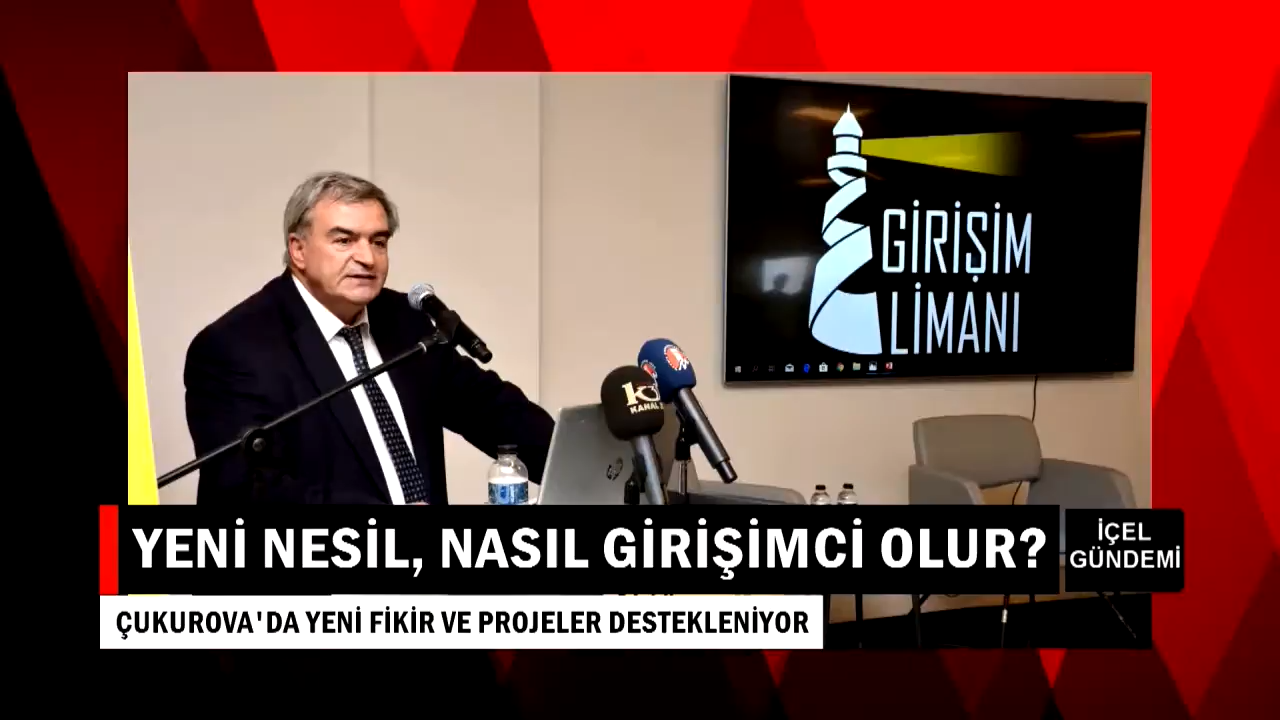 GİRİŞİM
LİMANI
KANAL
YENİ NESİL, NASIL GİRİŞİMCİ OLUR?
İÇEL
GÜNDEMİ
ÇUKUROVA'DA YENİ FİKİR VE PROJELER DESTEKLENİYOR